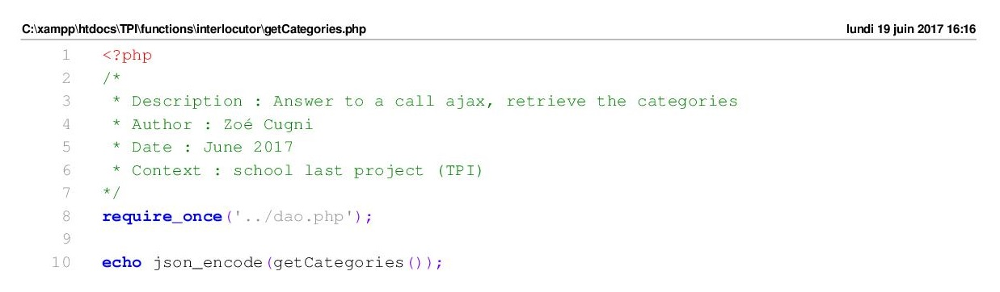 C:\xampp\htdocs\TPI\functions\interlocutor\getCategories.php lundi 19 juin 2017 16:16
1 <?php
2 /*
3 * Description : Answer to a call ajax, retrieve the categories
4 * Author : Zoé Cugni
5 * Date : June 2017
6 * Context : school last project (TPI)
7 */
8 require_once('../dao.php');
9
10 echo json_encode(getCategories());